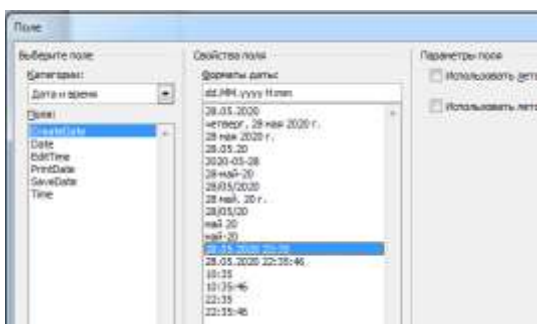 Поле
Выберите поле
Категории:
Дата и время
Поля:
CreateDate
Date
EditTime
PrintDate
SaveDate
Time
Свойства поля
Форматы даты:
dd.MM.yyyy H:mm
28.05.2020
четверг, 28 мая 2020 г.
28 мая 2020 г.
28.05.20
2020-05-28
28-май-20
28/05/2020
28 май. 20 г.
28/05/20
май 20
май-20
28.05.2020 22:35
28.05.2020 22:35:46
10:35
10:35:46
22:35
22:35:46
Параметры поля
Использовать
Использовать